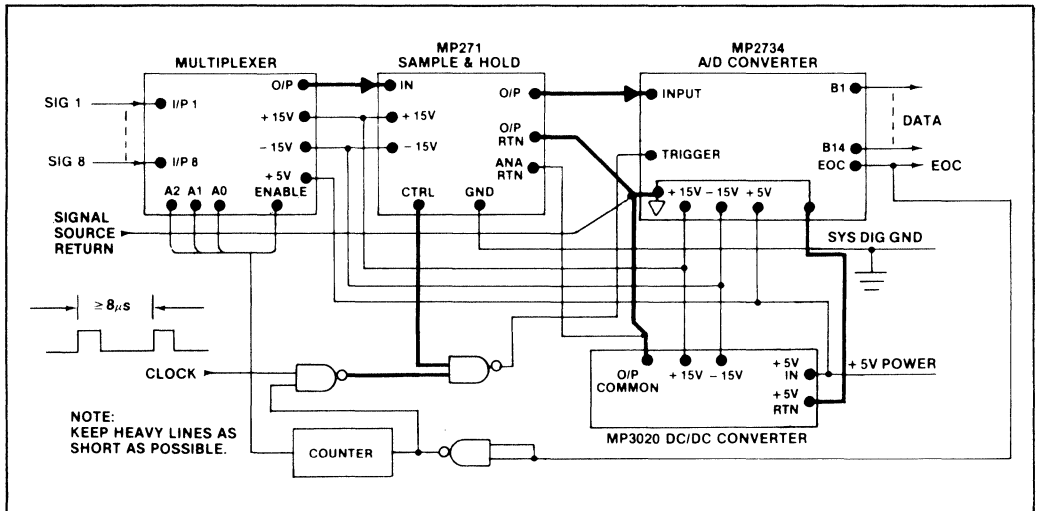 MULTIPLEXER
O/P
I/P 1
SIG 1
+ 15V
- 15V
SIG 8
I/P 8
+ 5V
A2 A1 A0 ENABLE
MP271
SAMPLE & HOLD
IN
O/P
+ 15V
O/P
RTN
- 15V
ANA
RTN
CTRL GND
MP2734
A/D CONVERTER
INPUT
B1
DATA
TRIGGER
B14
EOC
EOC
+ 15V - 15V + 5V
SIGNAL
SOURCE
RETURN
SYS DIG GND
≥ 8μs
CLOCK
NOTE:
KEEP HEAVY LINES AS
SHORT AS POSSIBLE.
COUNTER
O/P
COMMON
+ 15V - 15V
+ 5V
IN
+ 5V POWER
+ 5V
RTN
MP3020 DC/DC CONVERTER